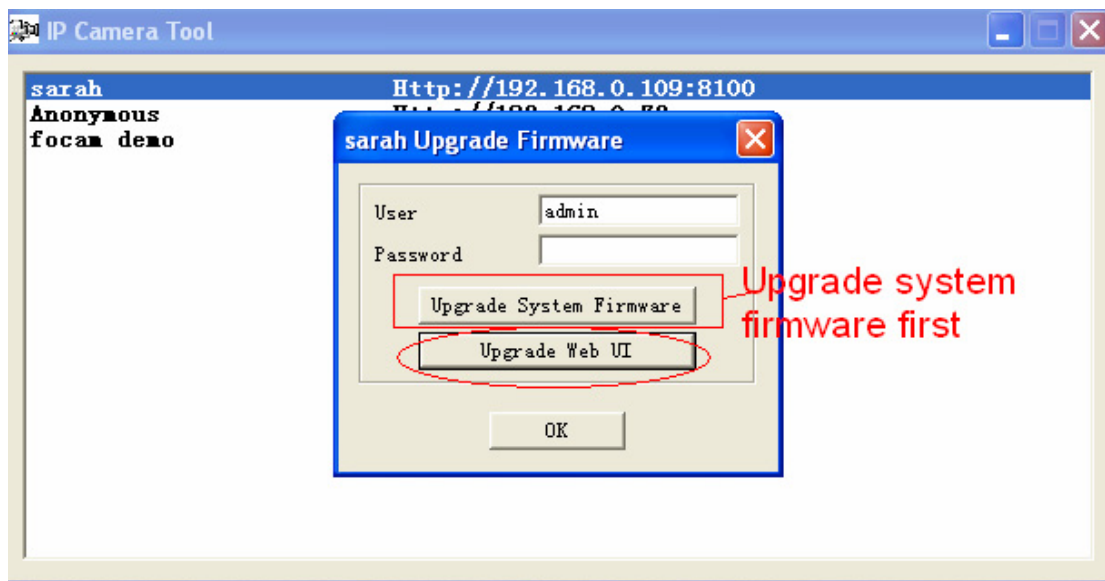 IP Camera Tool
sarah Http://192.168.0.109:8100
Anonymous
focam demo
sarah Upgrade Firmware
User admin
Password
Upgrade System Firmware
Upgrade Web UI
OK
Upgrade system
firmware first